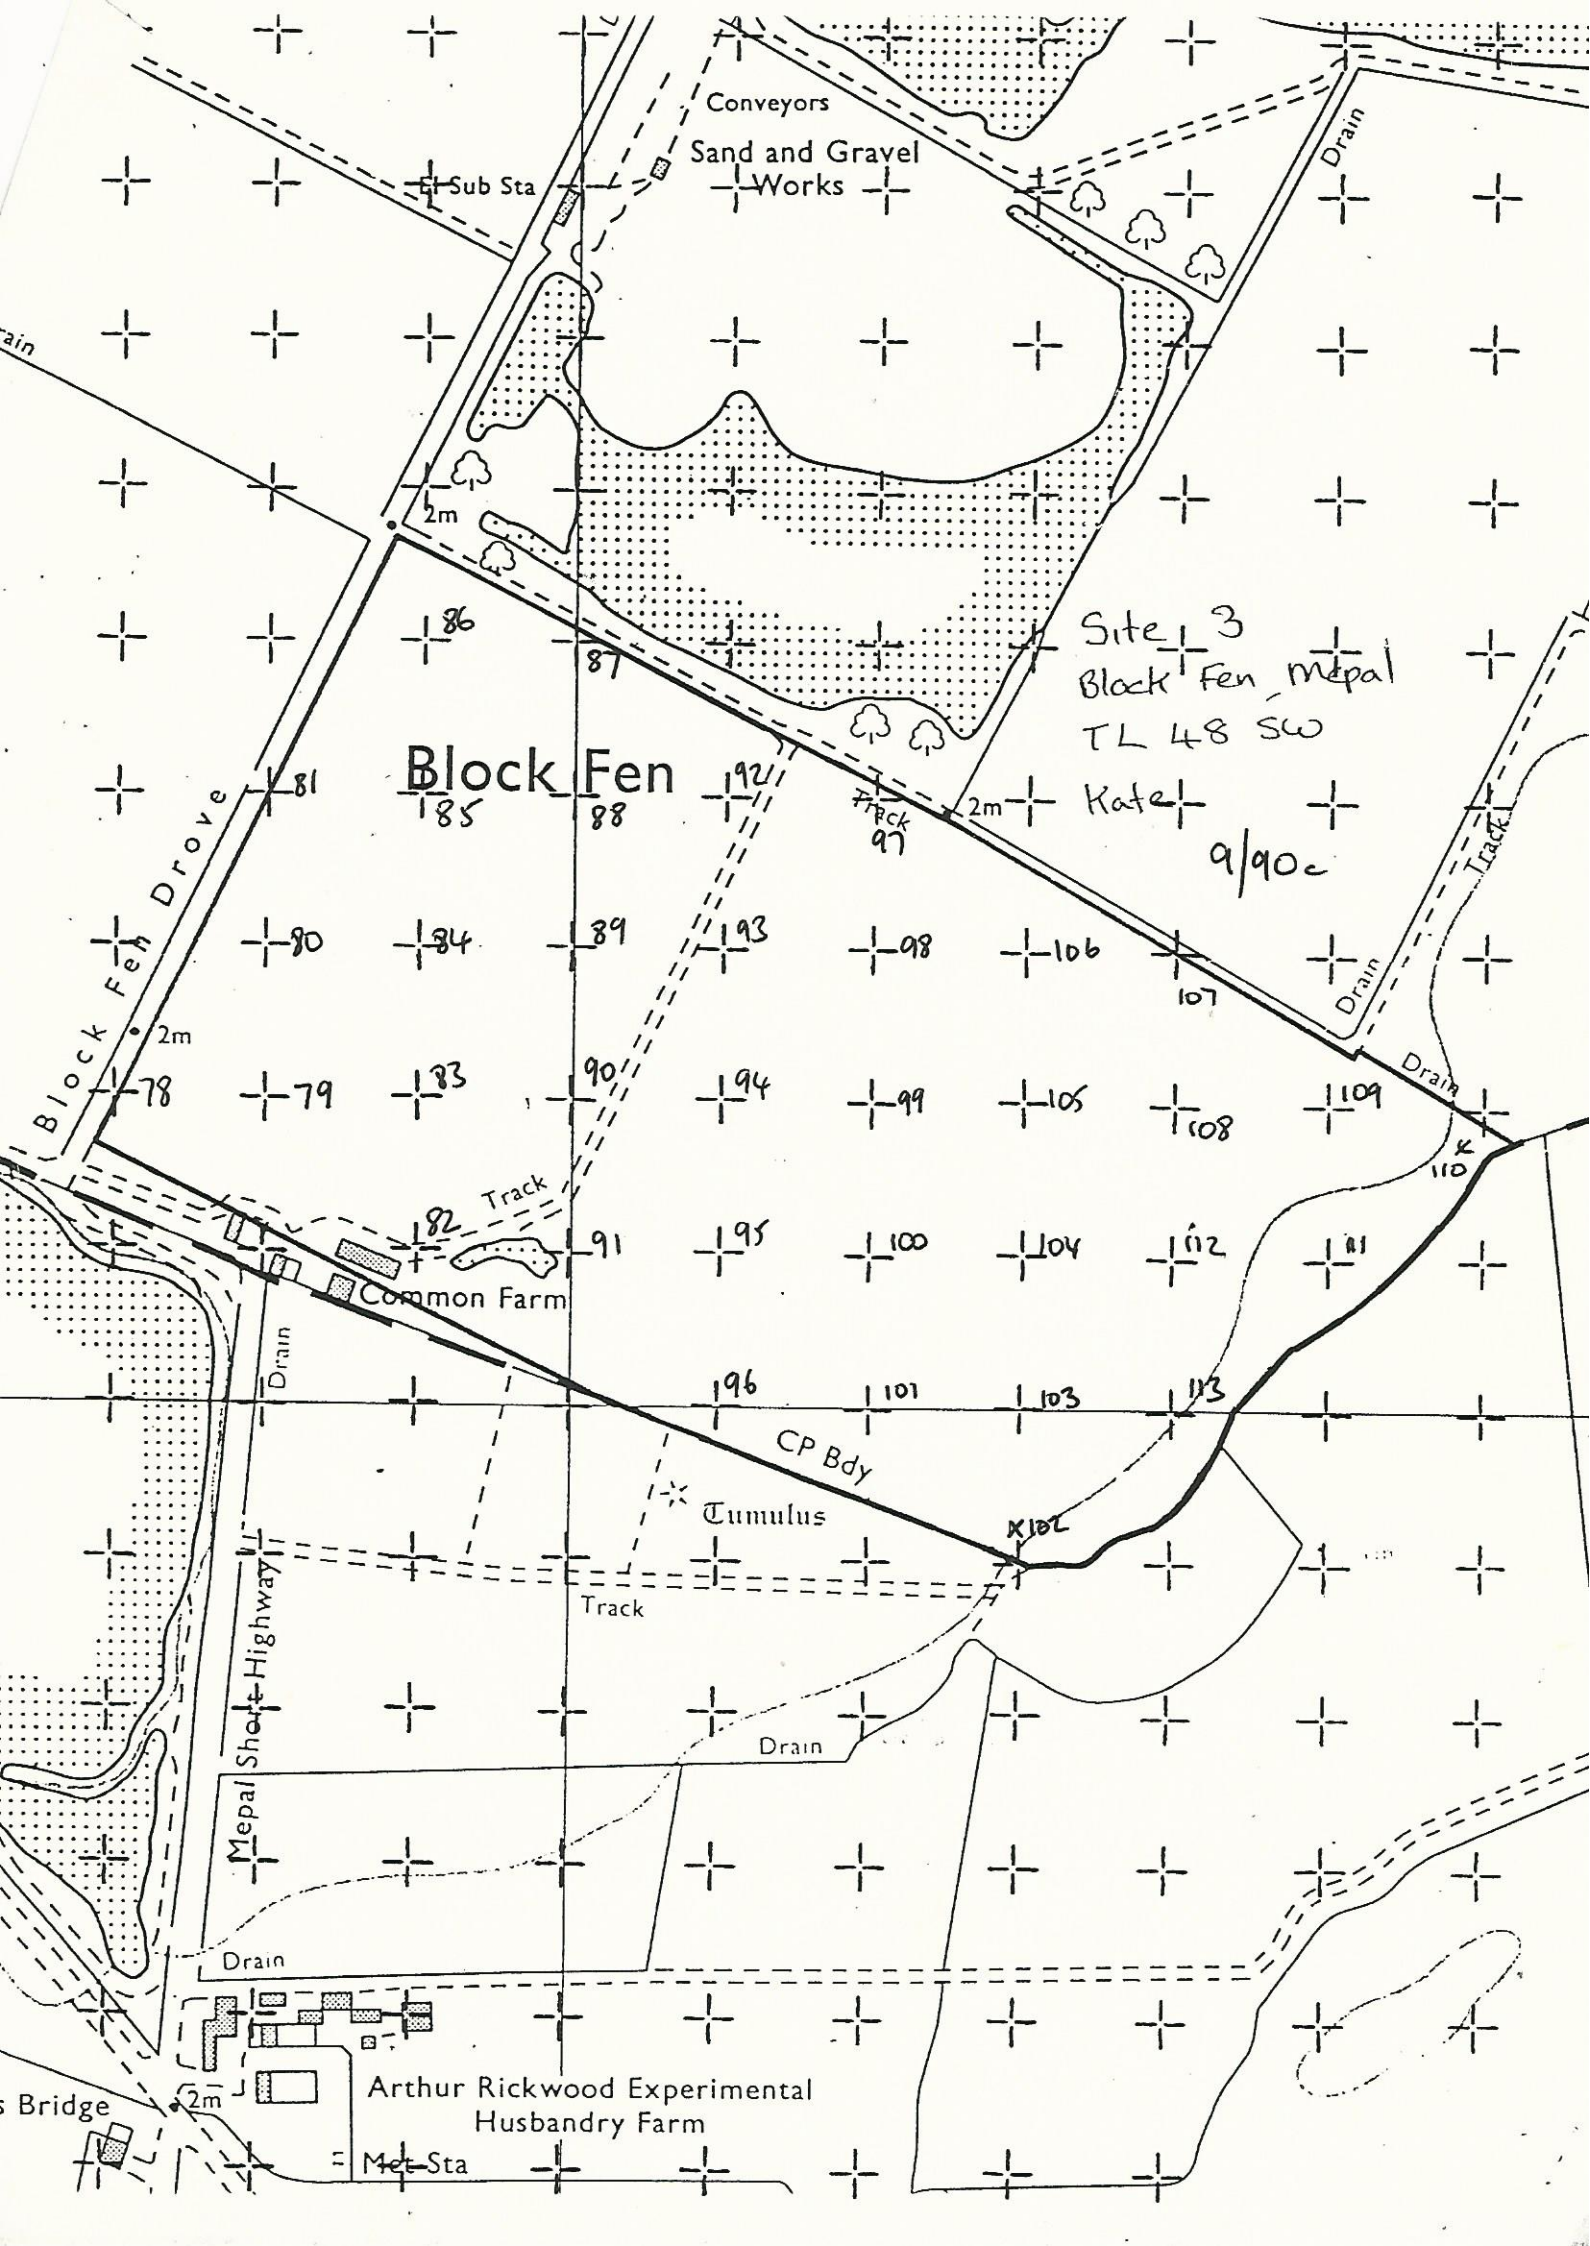 Conveyors
Sand and Gravel
Works
El Sub Sta
Drain
rain
2m
86
87
Site 3
Block Fen, Mepal
TL 48 SW
Kate
9/90c
Block Fen
81
85
88
92
Track
97
2m
Track
Block Fen Drove
80
84
89
93
98
106
107
Drain
2m
78
79
83
90
94
99
105
108
109
Drain
110
Track
82
91
95
100
104
112
111
Common Farm
Drain
96
101
103
113
CP Bdy
Tumulus
102
Track
Mepal Short Highway
Drain
Drain
2m
s Bridge
Arthur Rickwood Experimental
Husbandry Farm
Met Sta